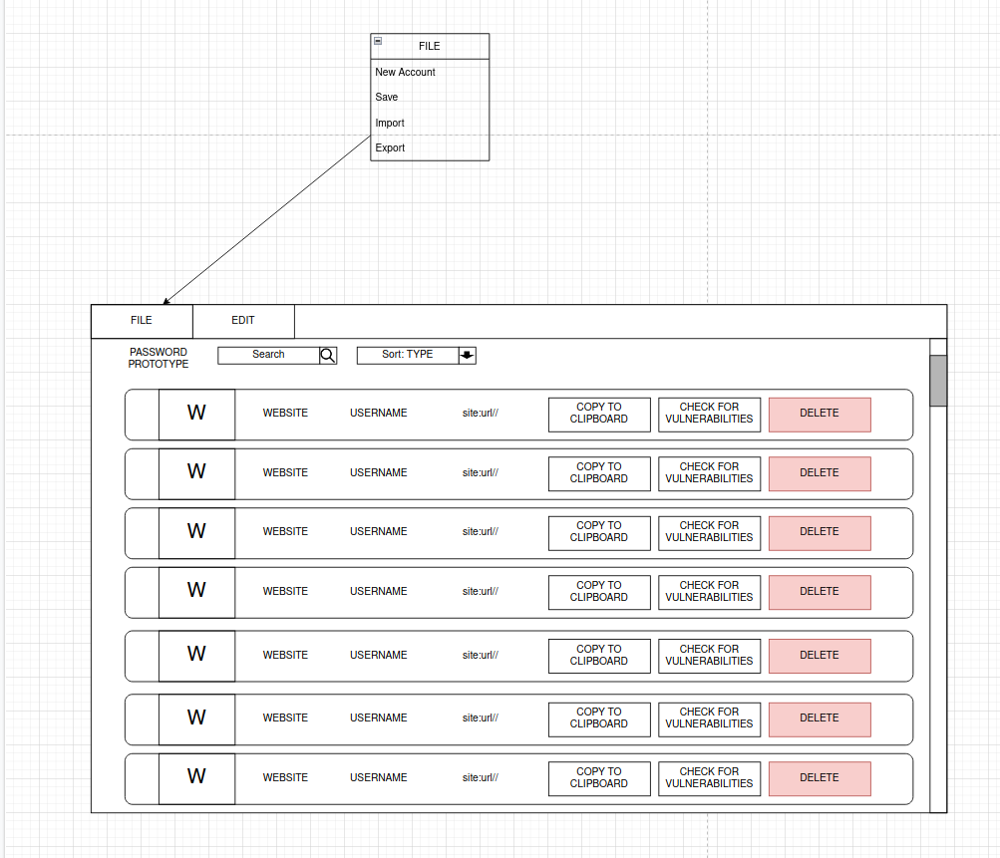 FILE
New Account
Save
Import
Export
FILE EDIT
PASSWORD
PROTOTYPE
Search
Sort: TYPE
W WEBSITE USERNAME site:url//
COPY TO
CLIPBOARD
CHECK FOR
VULNERABILITIES
DELETE
W WEBSITE USERNAME site:url//
COPY TO
CLIPBOARD
CHECK FOR
VULNERABILITIES
DELETE
W WEBSITE USERNAME site:url//
COPY TO
CLIPBOARD
CHECK FOR
VULNERABILITIES
DELETE
W WEBSITE USERNAME site:url//
COPY TO
CLIPBOARD
CHECK FOR
VULNERABILITIES
DELETE
W WEBSITE USERNAME site:url//
COPY TO
CLIPBOARD
CHECK FOR
VULNERABILITIES
DELETE
W WEBSITE USERNAME site:url//
COPY TO
CLIPBOARD
CHECK FOR
VULNERABILITIES
DELETE
W WEBSITE USERNAME site:url//
COPY TO
CLIPBOARD
CHECK FOR
VULNERABILITIES
DELETE